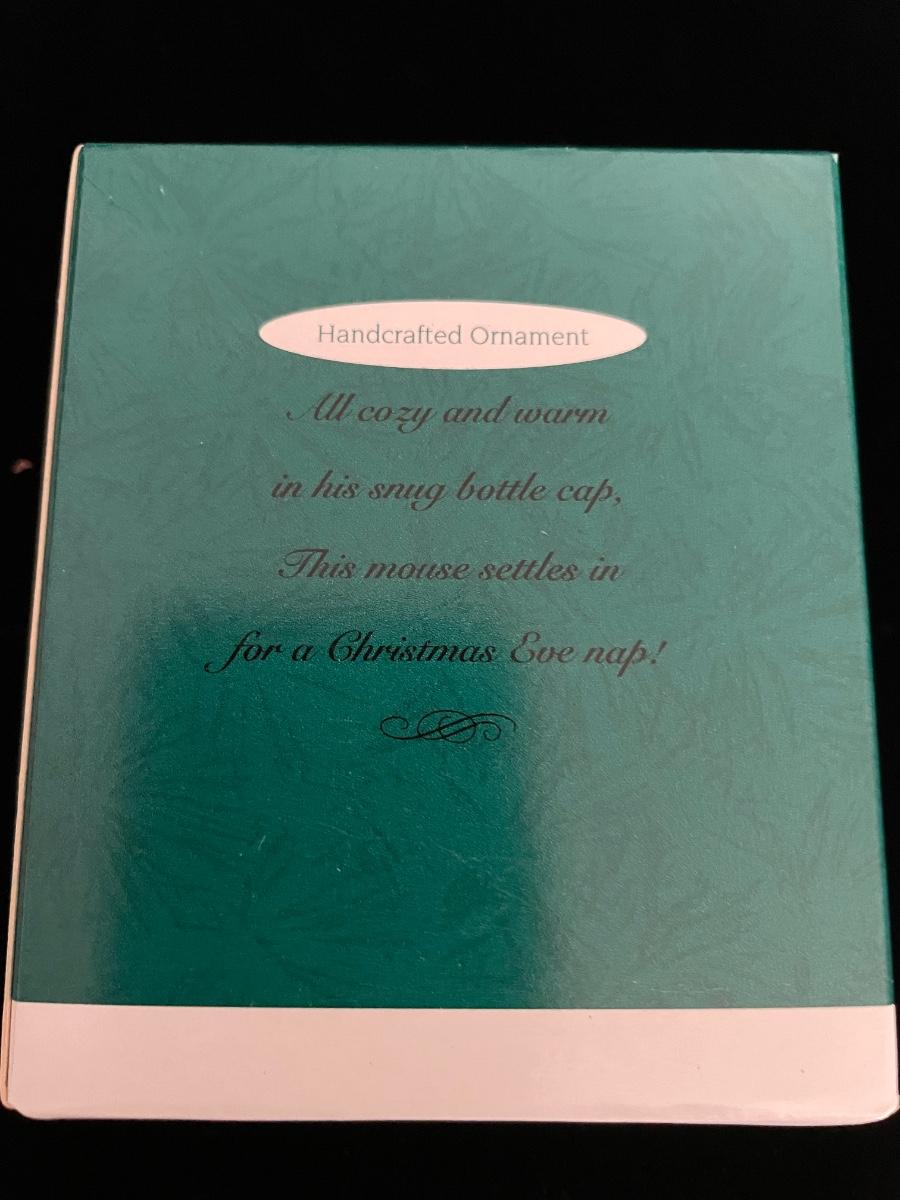 Handcrafted Ornament
All cozy and warm
in his snug bottle cap,
This mouse settles in
for a Christmas Eve nap!